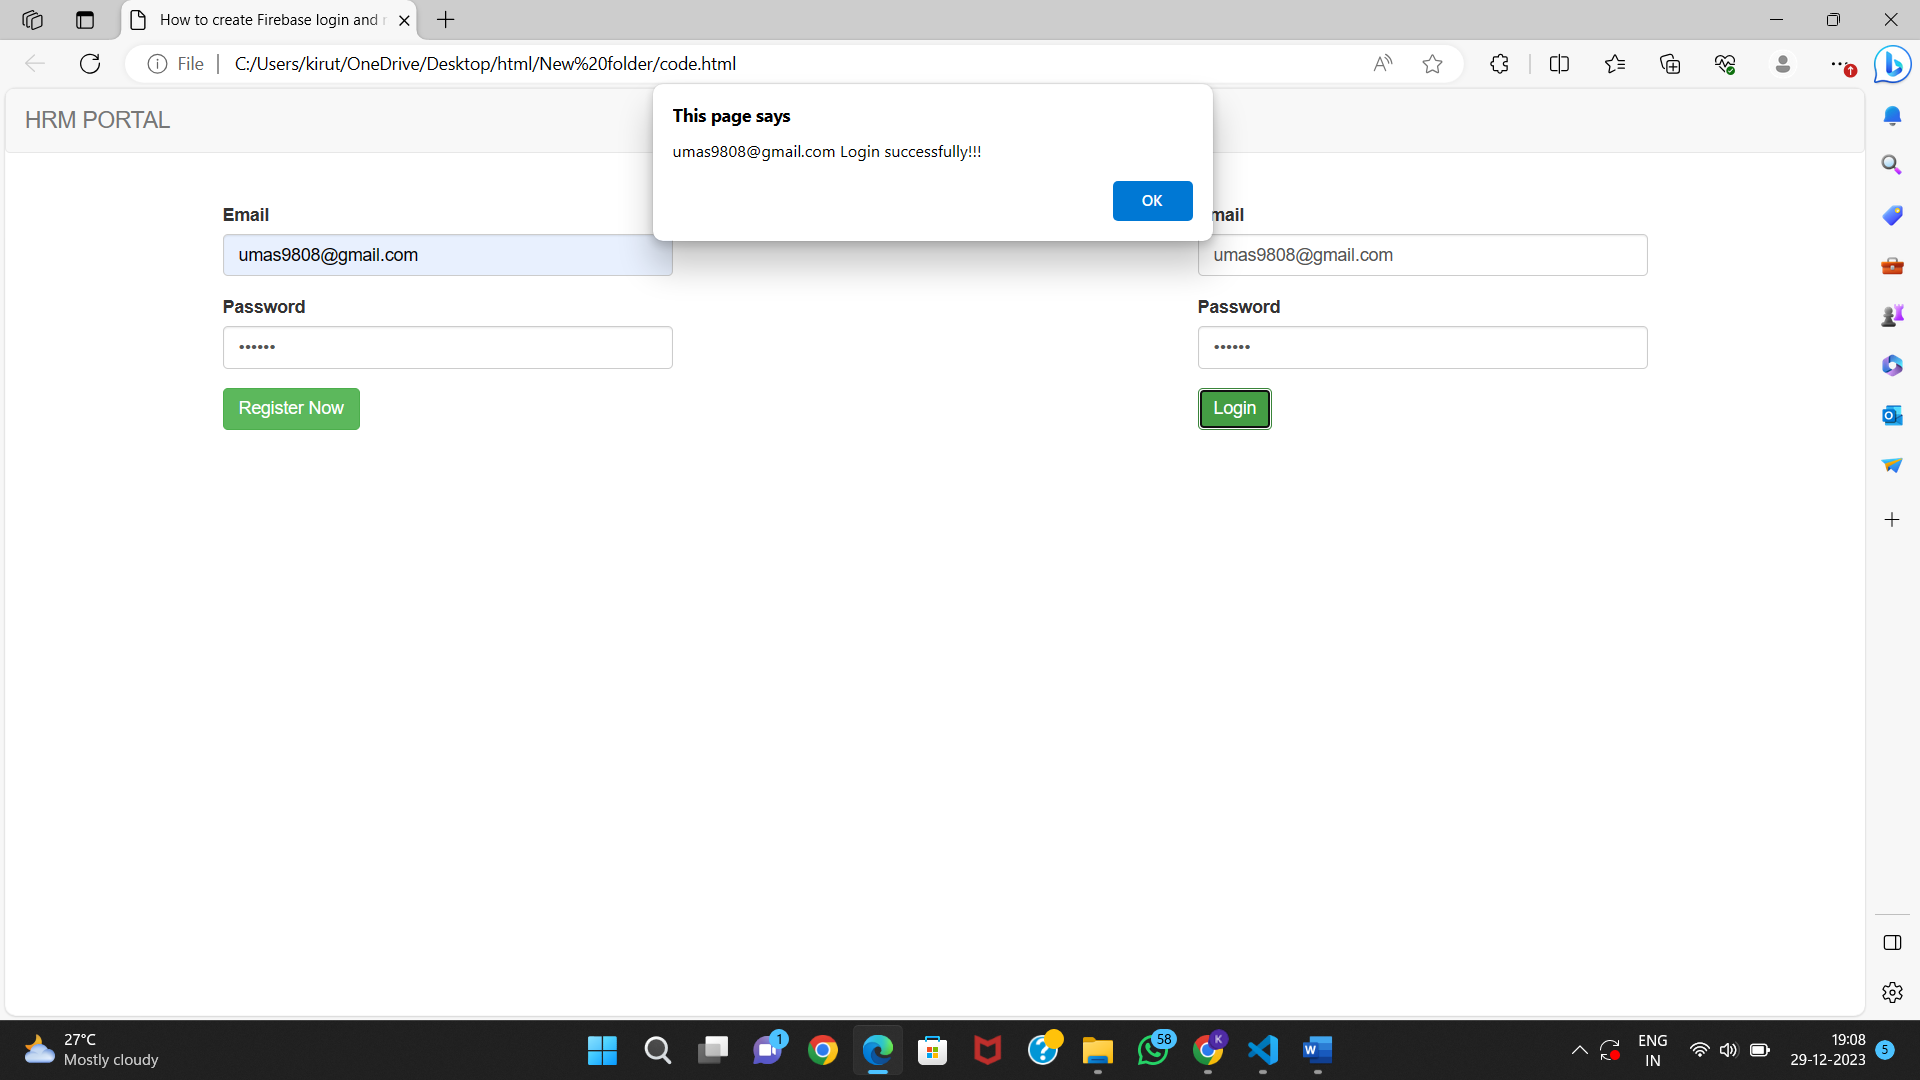 How to create Firebase login and
File
C:/Users/kirut/OneDrive/Desktop/html/New%20folder/code.html
HRM PORTAL
This page says
umas9808@gmail.com Login successfully!!!
OK
Email
umas9808@gmail.com
Password
••••••
Register Now
mail
umas9808@gmail.com
Password
••••••
Login
27°C
Mostly cloudy
1
58
K
ENG
IN
19:08
29-12-2023
5